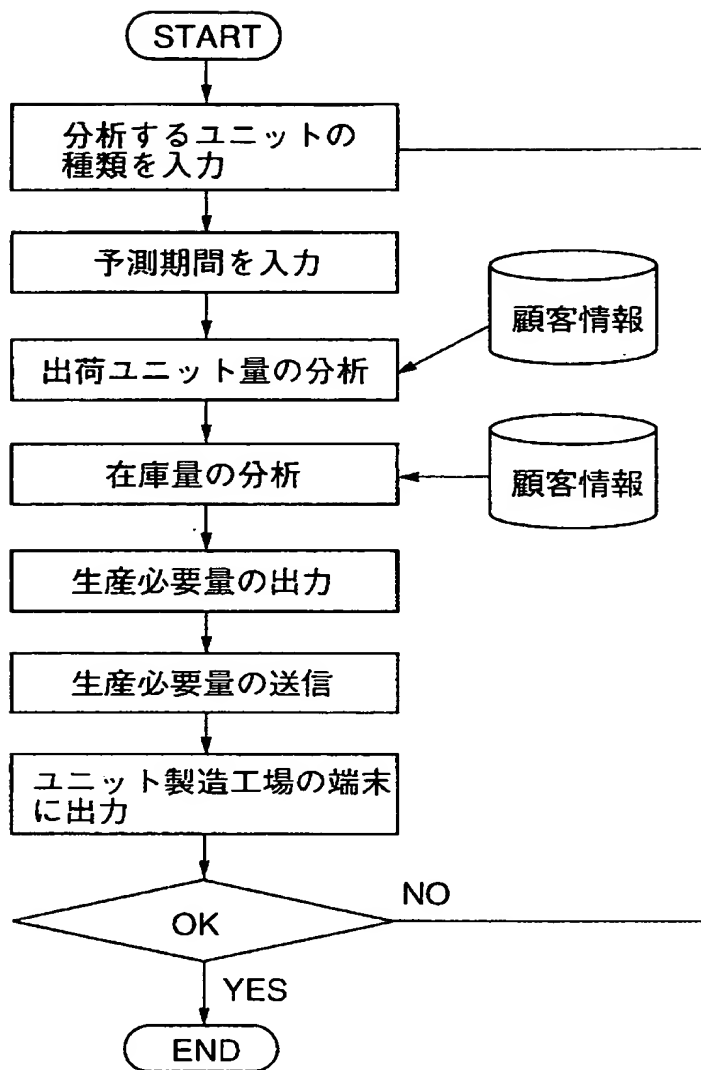 START
分析するユニットの
種類を入力
予測期間を入力
顧客情報
出荷ユニット量の分析
在庫量の分析
顧客情報
生産必要量の出力
生産必要量の送信
ユニット製造工場の端末
に出力
OK
NO
YES
END